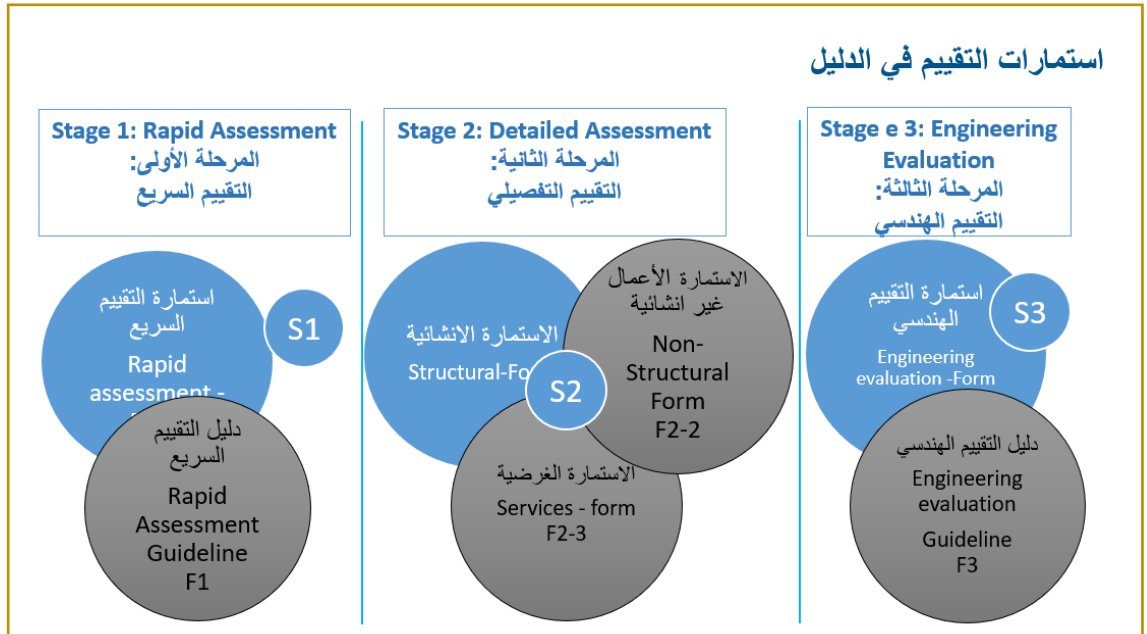 استمارات التقييم في الدليل
Stage 1: Rapid Assessment
المرحلة الأولى:
التقييم السريع
Stage 2: Detailed Assessment
المرحلة الثانية:
التقييم التفصيلي
Stage e 3: Engineering
Evaluation
المرحلة الثالثة:
التقييم الهندسي
استمارة التقييم
السريع
Rapid
assessment -
S1
دليل التقييم
السريع
Rapid
Assessment
Guideline
F1
الاستمارة الانشائية
Structural-Fo
S2
الاستمارة الأعمال
غير انشائية
Non-
Structural
Form
F2-2
الاستمارة الغرضية
Services - form
F2-3
استمارة التقييم
الهندسي
Engineering
evaluation -Form
S3
دليل التقييم الهندسي
Engineering
evaluation
Guideline
F3